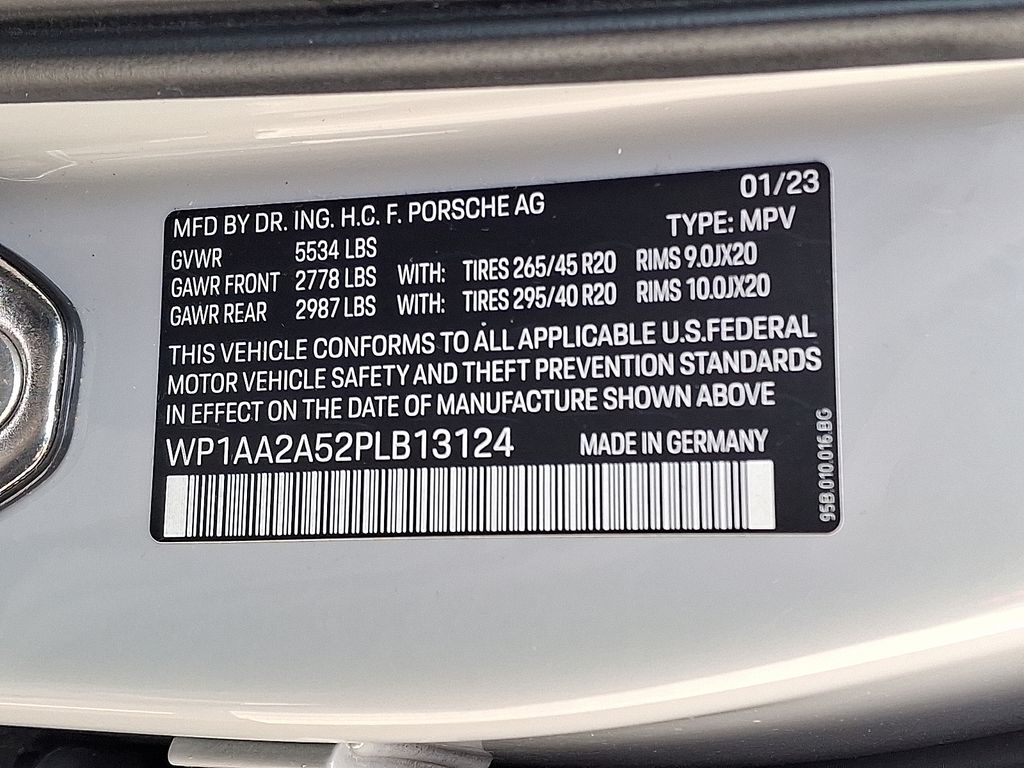 01/23
MFD BY DR. ING. H.C. F. PORSCHE AG
TYPE: MPV
GVWR 5534 LBS
GAWR FRONT 2778 LBS WITH: TIRES 265/45 R20 RIMS 9.0JX20
GAWR REAR 2987 LBS WITH: TIRES 295/40 R20 RIMS 10.0JX20
THIS VEHICLE CONFORMS TO ALL APPLICABLE U.S.FEDERAL
MOTOR VEHICLE SAFETY AND THEFT PREVENTION STANDARDS
IN EFFECT ON THE DATE OF MANUFACTURE SHOWN ABOVE
WP1AA2A52PLB13124 MADE IN GERMANY
95B.010.016.BG